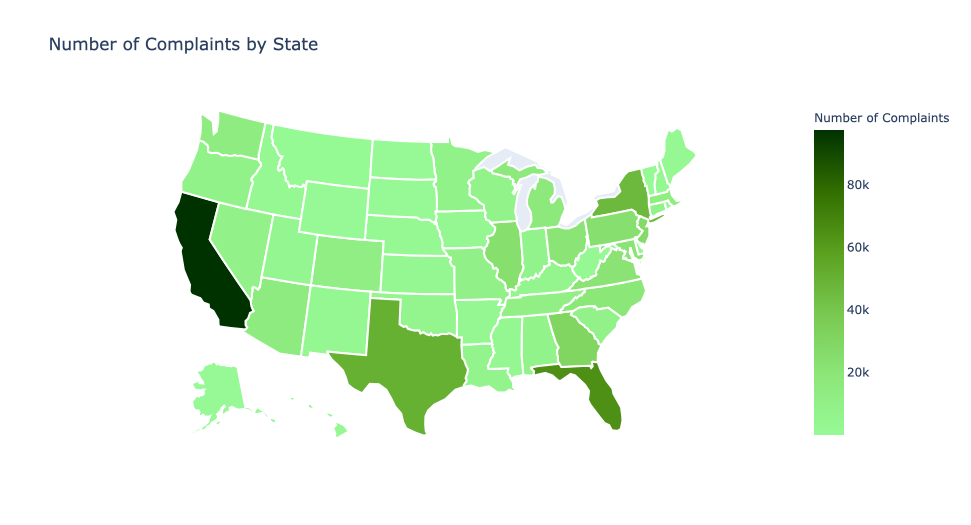 Number of Complaints by State
Number of Complaints
80k
60k
40k
20k